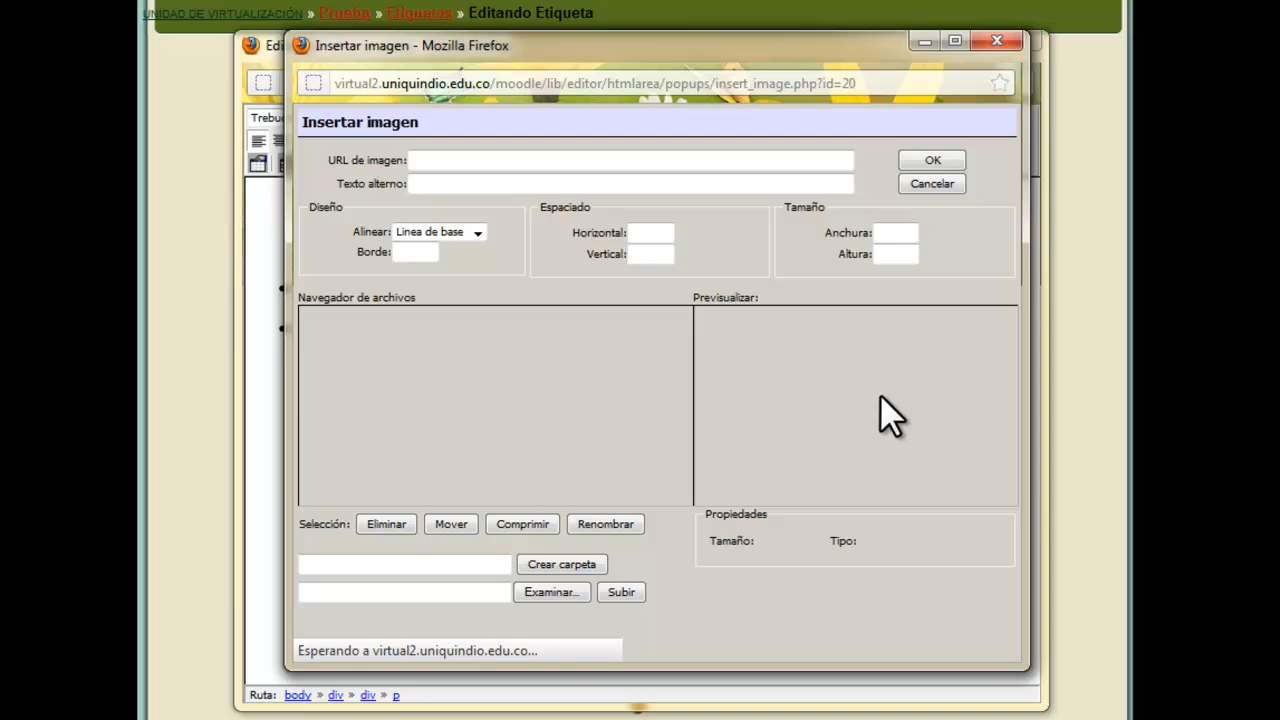 UNIDAD DE VIRTUALIZACIÓN » Prueba » Etiquetas » Editando Etiqueta
Edi
Insertar imagen - Mozilla Firefox
virtual2.uniquindio.edu.co/moodle/lib/editor/htmlarea/popups/insert_image.php?id=20
Trebu
Insertar imagen
URL de imagen: OK
Texto alterno: Cancelar
Diseño Espaciado Tamaño
Alinear: Linea de base Horizontal: Anchura:
Borde: Vertical: Altura:
Navegador de archivos Previsualizar:
Selección: Eliminar Mover Comprimir Renombrar
Propiedades
Tamaño: Tipo:
Crear carpeta
Examinar... Subir
Esperando a virtual2.uniquindio.edu.co...
Ruta: body » div » div » p